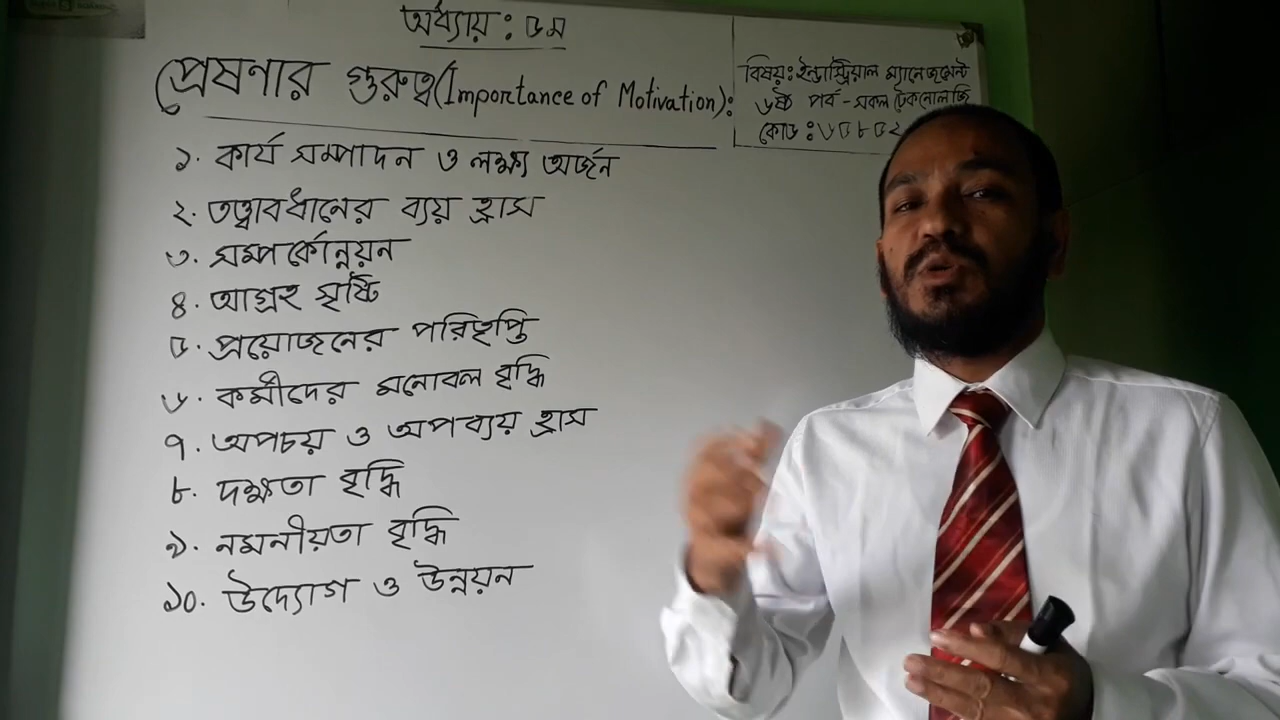 অধ্যায় : ৫ম
প্রেষণার গুরুত্ব (Importance of Motivation):
বিষয়: ইন্ডাস্ট্রিয়াল ম্যানেজমেন্ট
৬ষ্ঠ পর্ব - সকল টেকনোলজি
কোড : ৬৫৮৫২
১. কার্য সম্পাদন ও লক্ষ্য অর্জন
২. তত্ত্বাবধানের ব্যয় হ্রাস
৩. সম্পর্কোন্নয়ন
৪. আগ্রহ সৃষ্টি
৫. প্রয়োজনের পরিতৃপ্তি
৬. কর্মীদের মনোবল বৃদ্ধি
৭. অপচয় ও অপব্যয় হ্রাস
৮. দক্ষতা বৃদ্ধি
৯. নমনীয়তা বৃদ্ধি
১০. উদ্যোগ ও উন্নয়ন